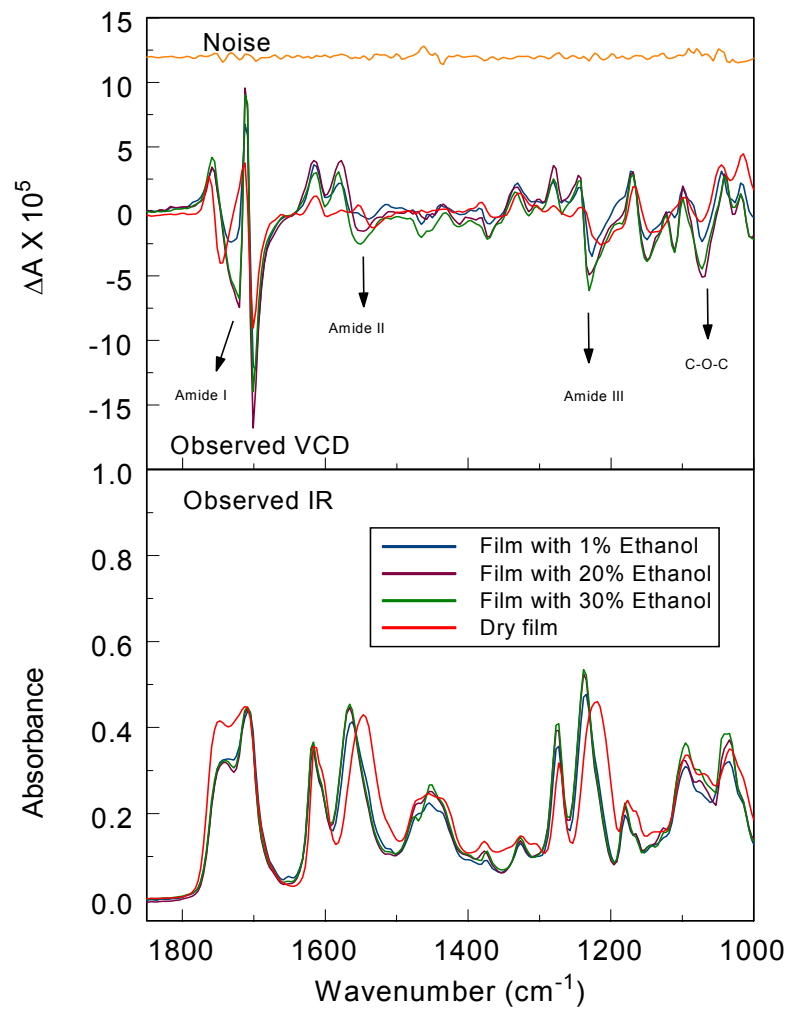 15
Noise
10
5
0
-5
-10
-15
ΔA X 10⁵
Amide I
Amide II
Amide III
C-O-C
Observed VCD
1.0
Observed IR
0.8
0.6
0.4
0.2
0.0
Absorbance
Film with 1% Ethanol
Film with 20% Ethanol
Film with 30% Ethanol
Dry film
1800 1600 1400 1200 1000
Wavenumber (cm⁻¹)